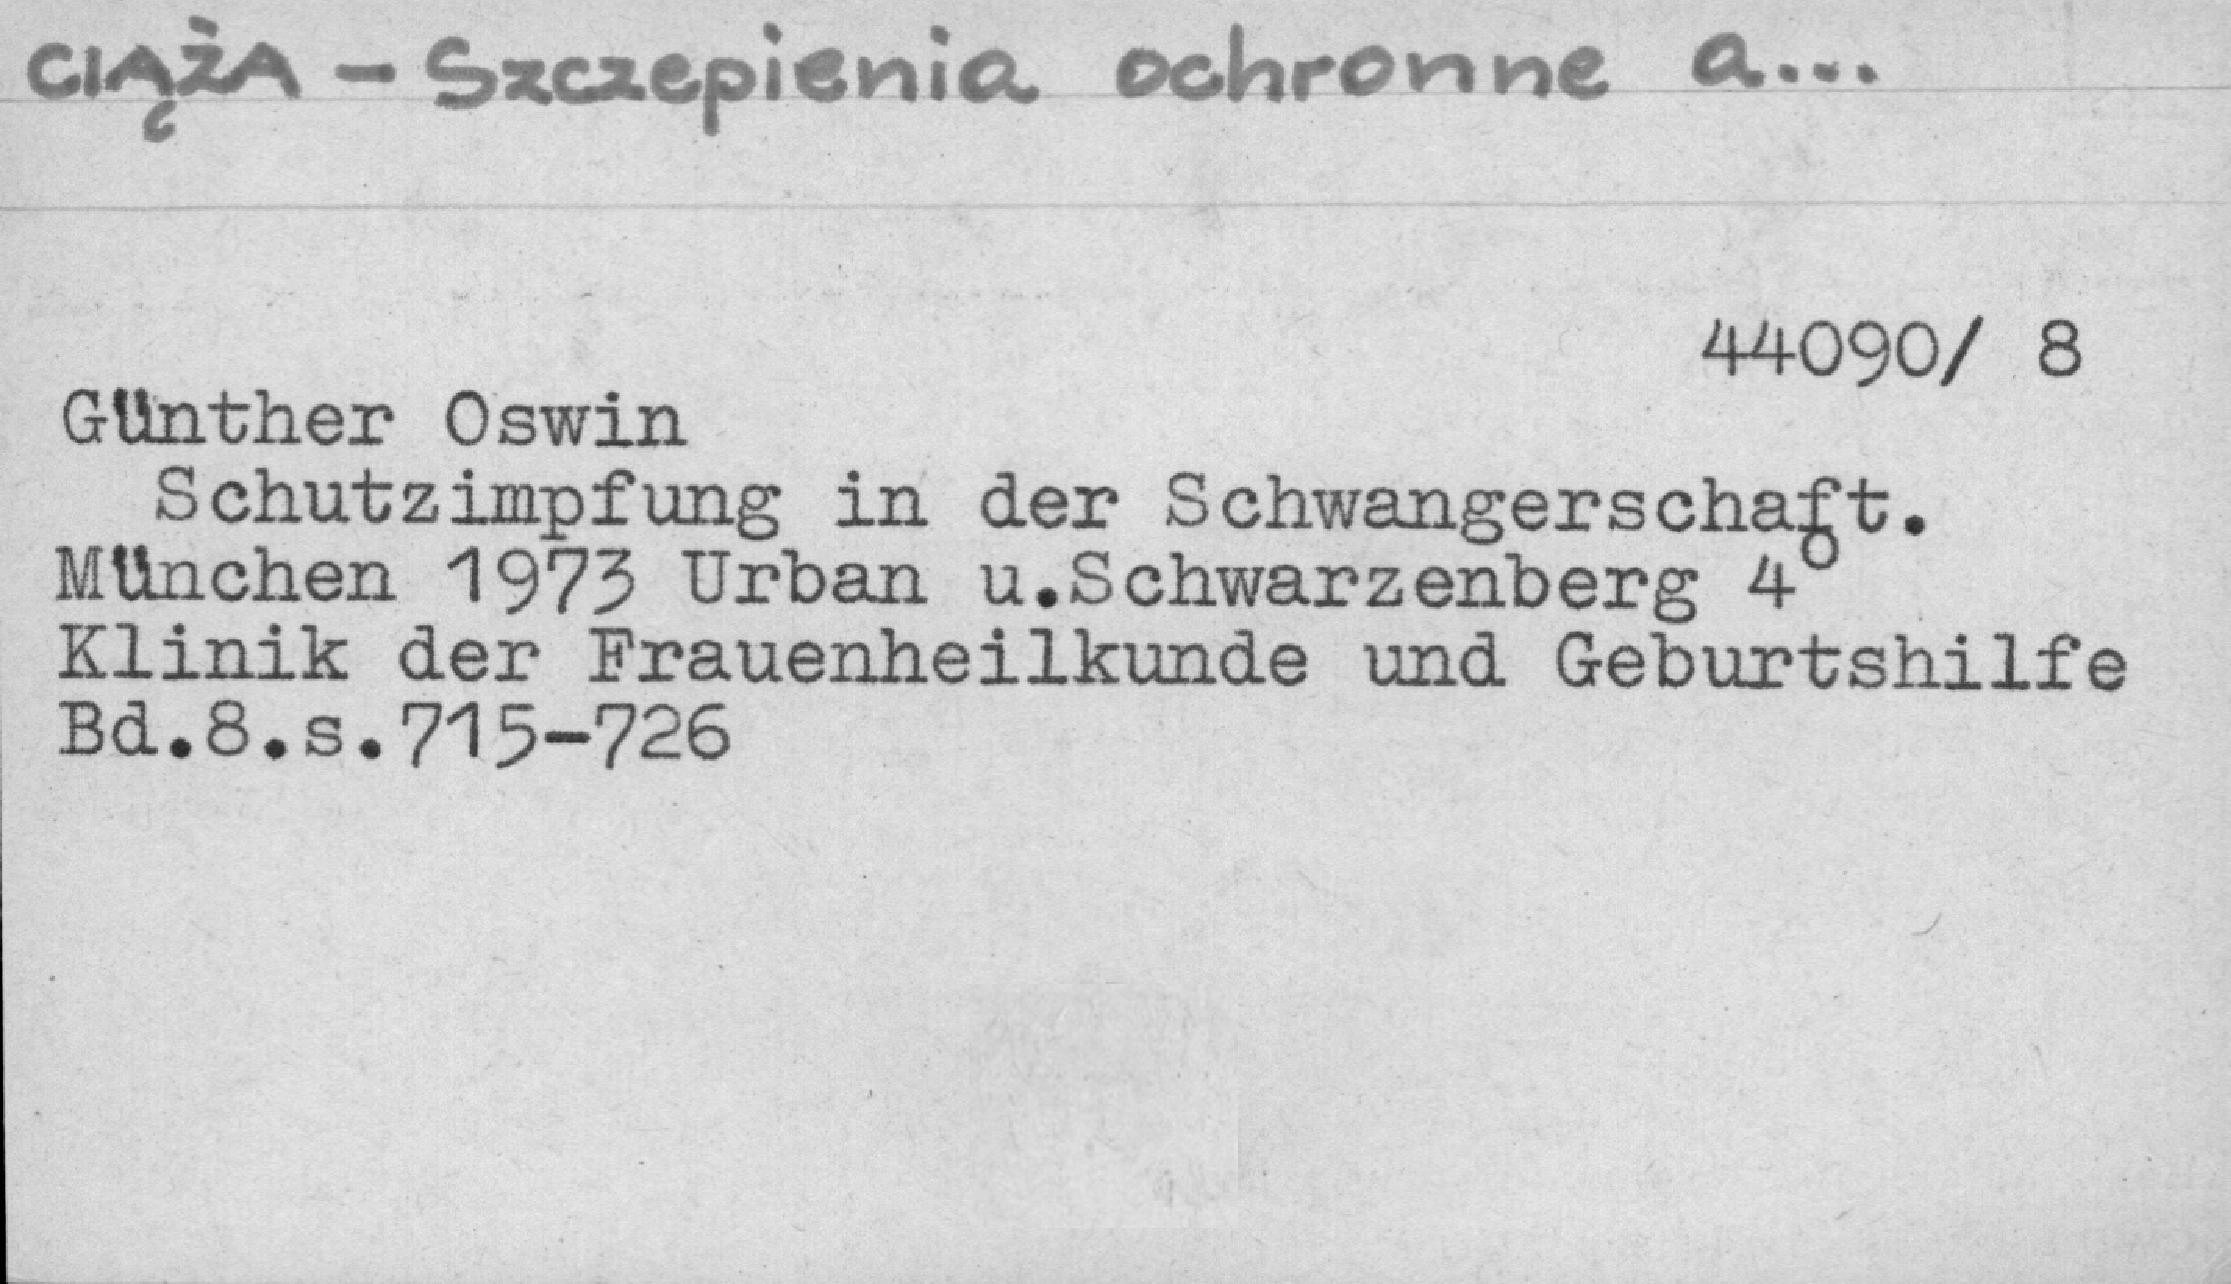 CIĄŻA - Szczepienia ochronne a...
44090/ 8
Günther Oswin
Schutzimpfung in der Schwangerschaft.
München 1973 Urban u.Schwarzenberg 4°
Klinik der Frauenheilkunde und Geburtshilfe
Bd.8.s.715-726